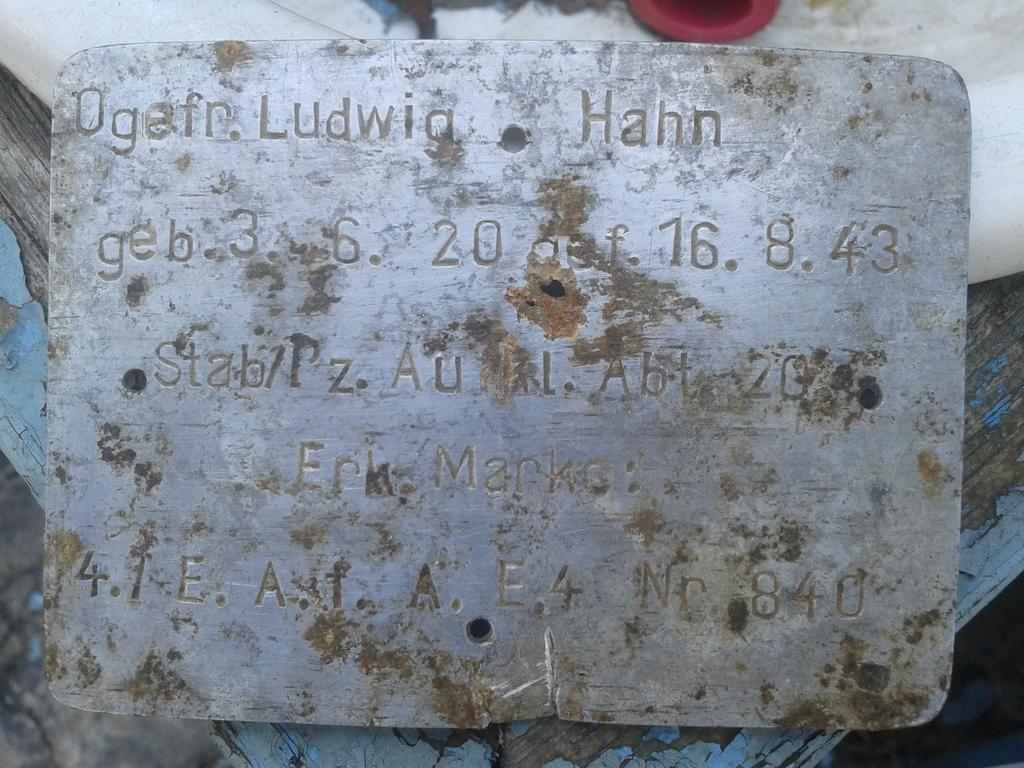 Ogefr. Ludwig Hahn
geb. 3. 6. 20 gef. 16. 8. 43
Stab/Pz. Aufkl. Abt. 20
Erk. Marke:
4./ E. A. f. A. E. 4 Nr. 840